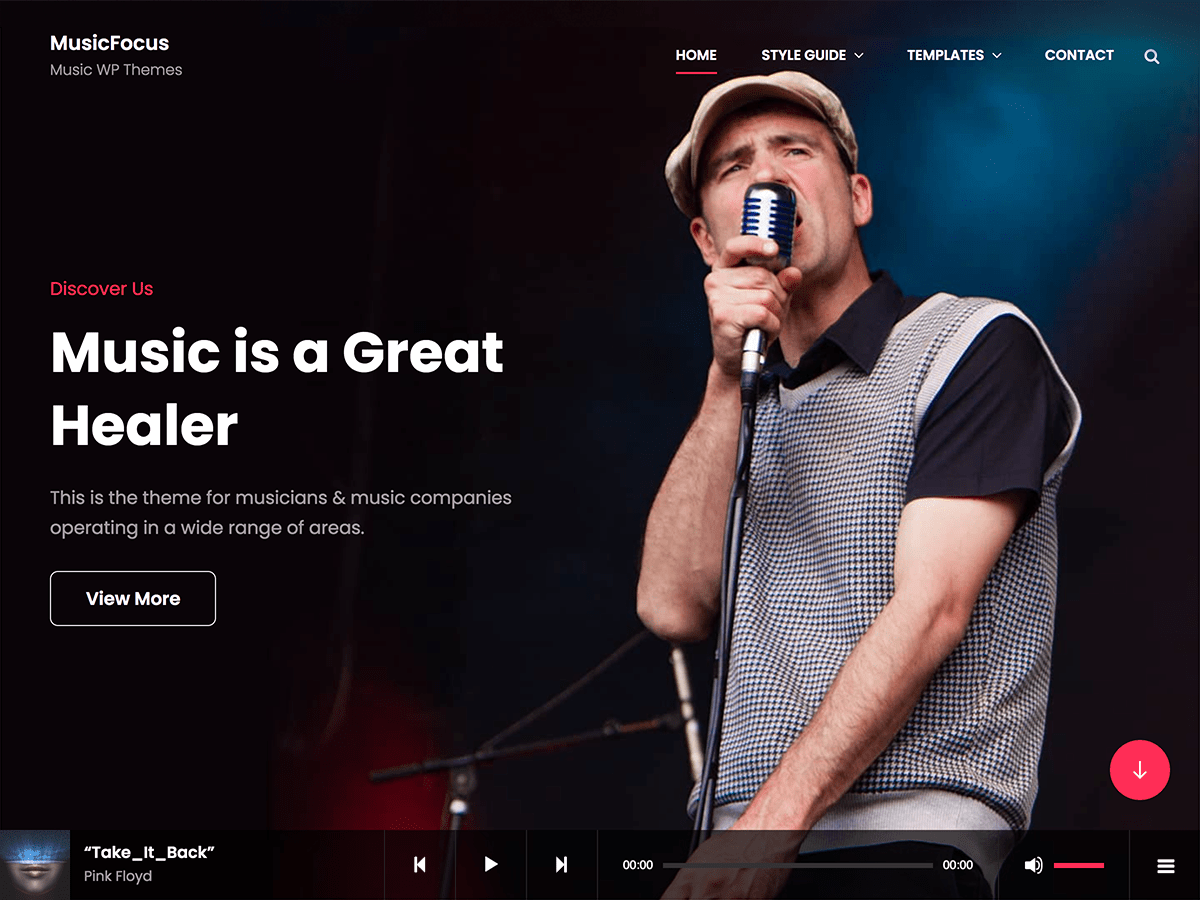 MusicFocus
Music WP Themes
HOME STYLE GUIDE TEMPLATES CONTACT
Discover Us
Music is a Great
Healer
This is the theme for musicians & music companies
operating in a wide range of areas.
View More
“Take_It_Back”
Pink Floyd
00:00 00:00